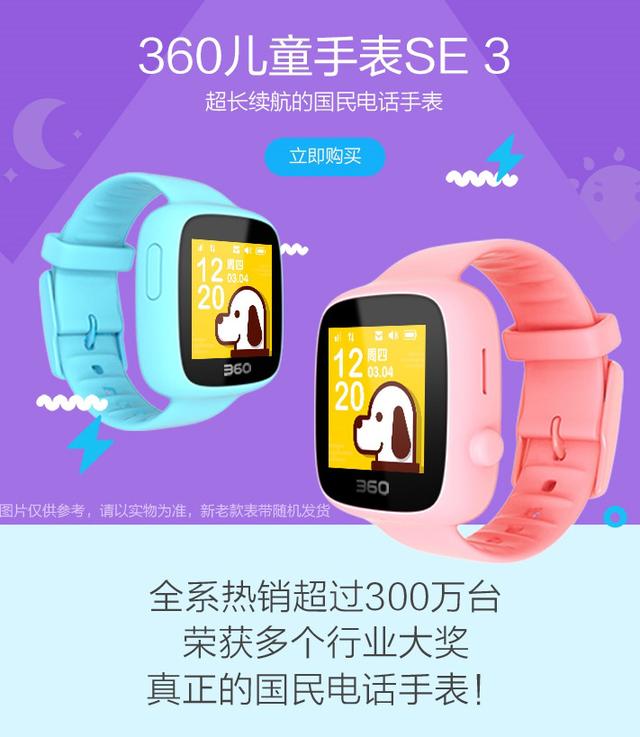 360儿童手表SE 3
超长续航的国民电话手表
立即购买
12
20
周四
03.04
360
12
20
周四
03.04
360
图片仅供参考，请以实物为准，新老款表带随机发货
全系热销超过300万台
荣获多个行业大奖
真正的国民电话手表！